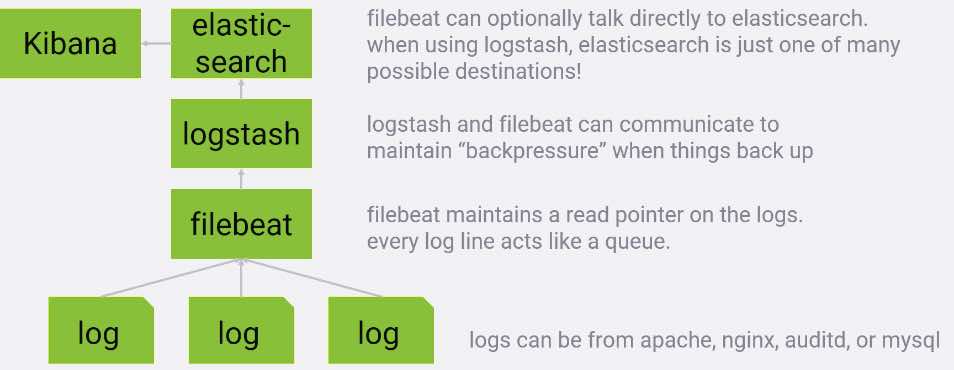 Kibana
elastic-
search
filebeat can optionally talk directly to elasticsearch.
when using logstash, elasticsearch is just one of many
possible destinations!
logstash
logstash and filebeat can communicate to
maintain “backpressure” when things back up
filebeat
filebeat maintains a read pointer on the logs.
every log line acts like a queue.
log
log
log
logs can be from apache, nginx, auditd, or mysql